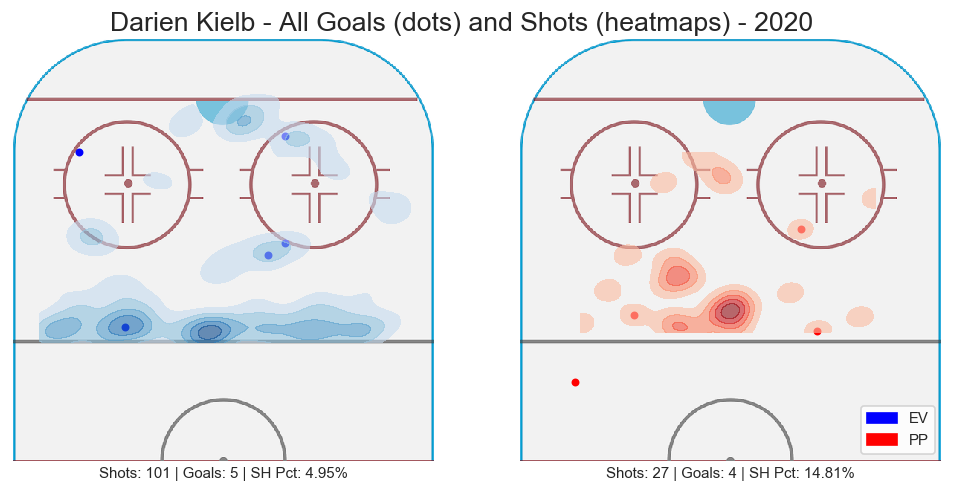 Darien Kielb - All Goals (dots) and Shots (heatmaps) - 2020
EV
PP
Shots: 101 | Goals: 5 | SH Pct: 4.95%
Shots: 27 | Goals: 4 | SH Pct: 14.81%